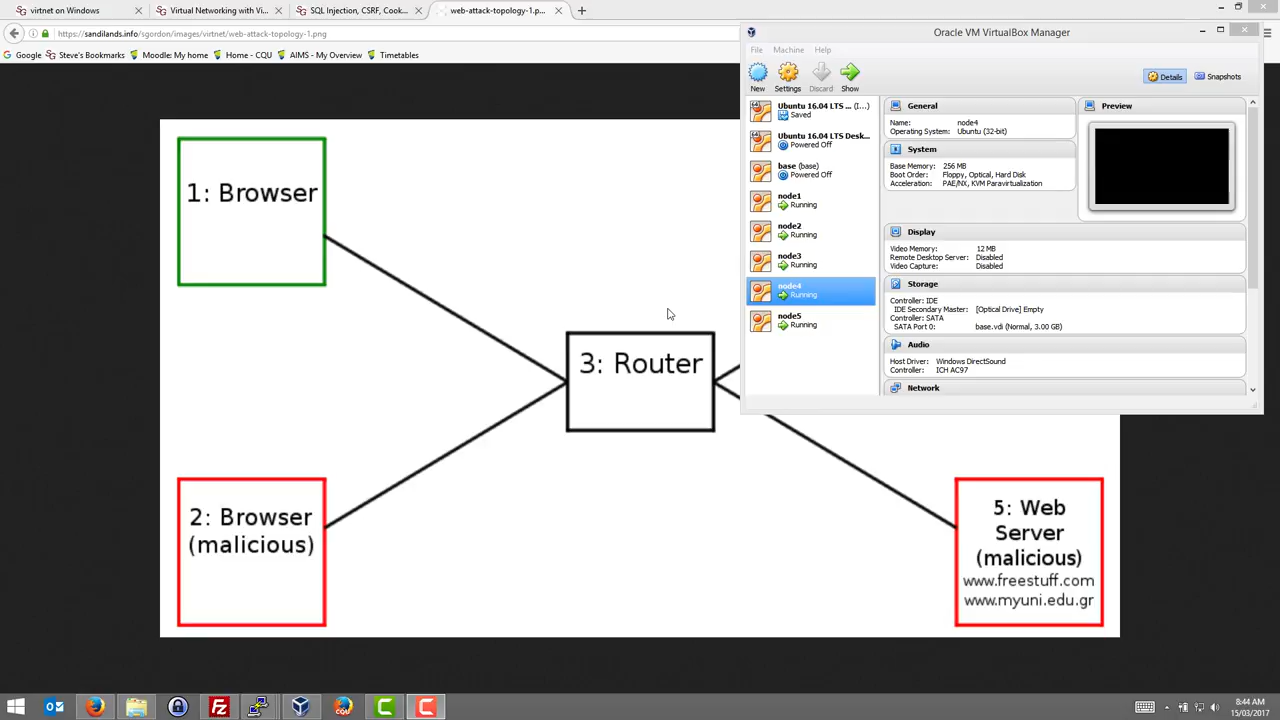 virtnet on Windows
Virtual Networking with Vi...
SQL Injection, CSRF, Cook...
web-attack-topology-1.p...
https://sandilands.info/sgordon/images/virtnet/web-attack-topology-1.png
Google
Steve's Bookmarks
Moodle: My home
Home - CQU
AIMS - My Overview
Timetables
Oracle VM VirtualBox Manager
File Machine Help
New Settings Discard Show
Details Snapshots
Ubuntu 16.04 LTS ... (I...)
Saved
Ubuntu 16.04 LTS Desk...
Powered Off
base (base)
Powered Off
node1
Running
node2
Running
node3
Running
node4
Running
node5
Running
General
Name: node4
Operating System: Ubuntu (32-bit)
System
Base Memory: 256 MB
Boot Order: Floppy, Optical, Hard Disk
Acceleration: PAE/NX, KVM Paravirtualization
Preview
Display
Video Memory: 12 MB
Remote Desktop Server: Disabled
Video Capture: Disabled
Storage
Controller: IDE
IDE Secondary Master: [Optical Drive] Empty
Controller: SATA
SATA Port 0: base.vdi (Normal, 3.00 GB)
Audio
Host Driver: Windows DirectSound
Controller: ICH AC97
Network
1: Browser
3: Router
2: Browser
(malicious)
5: Web
Server
(malicious)
www.freestuff.com
www.myuni.edu.gr
CQU
8:44 AM
15/03/2017